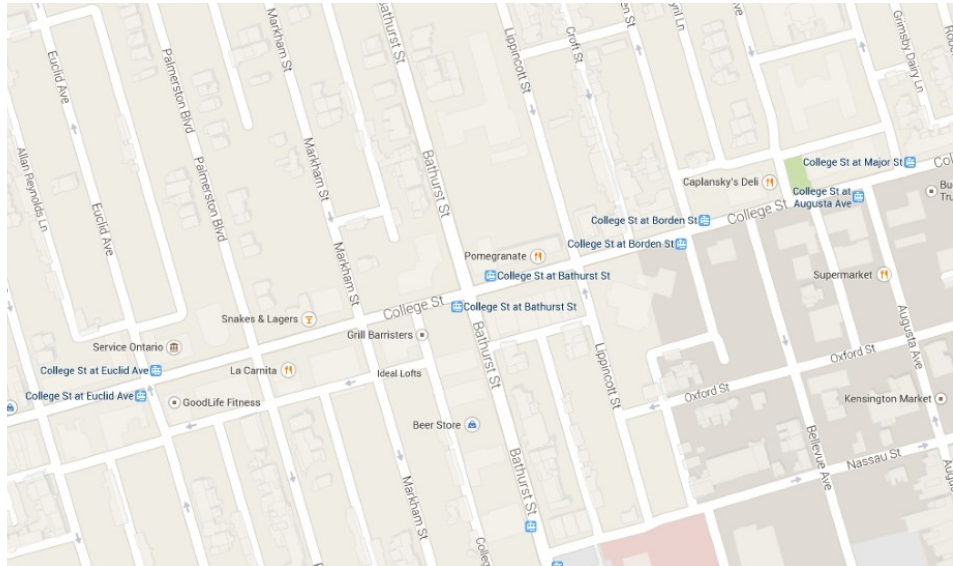 Euclid Ave
Palmerston Blvd
Markham St
Bathurst St
Lippincott St
Croft St
Grimsby Dairy Ln
Allan Reynolds Ln
Euclid Ave
Palmerston Blvd
Markham St
Bathurst St
College St at Major St
Caplansky's Deli
College St at
Augusta Ave
College St at Borden St
College St
College St at Borden St
Pomegranate
College St at Bathurst St
Supermarket
Markham St
College St
College St at Bathurst St
Snakes & Lagers
Grill Barristers
Service Ontario
Bathurst St
Lippincott St
Augusta Ave
Oxford St
College St at Euclid Ave
La Carnita
Ideal Lofts
Oxford St
College St at Euclid Ave
GoodLife Fitness
Kensington Market
Beer Store
Bellevue Ave
Nassau St
Markham St
Bathurst St